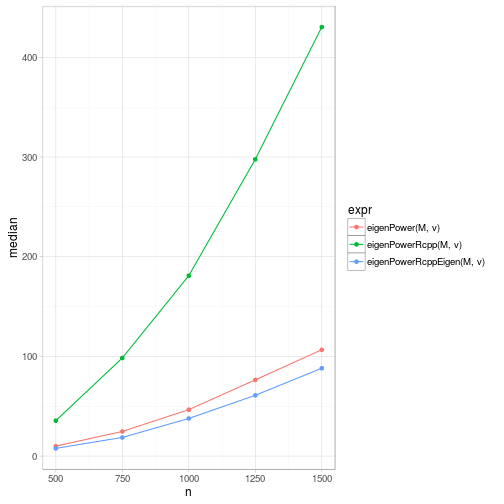 400
300
200
100
0
median
500
750
1000
1250
1500
n
expr
eigenPower(M, v)
eigenPowerRcpp(M, v)
eigenPowerRcppEigen(M, v)